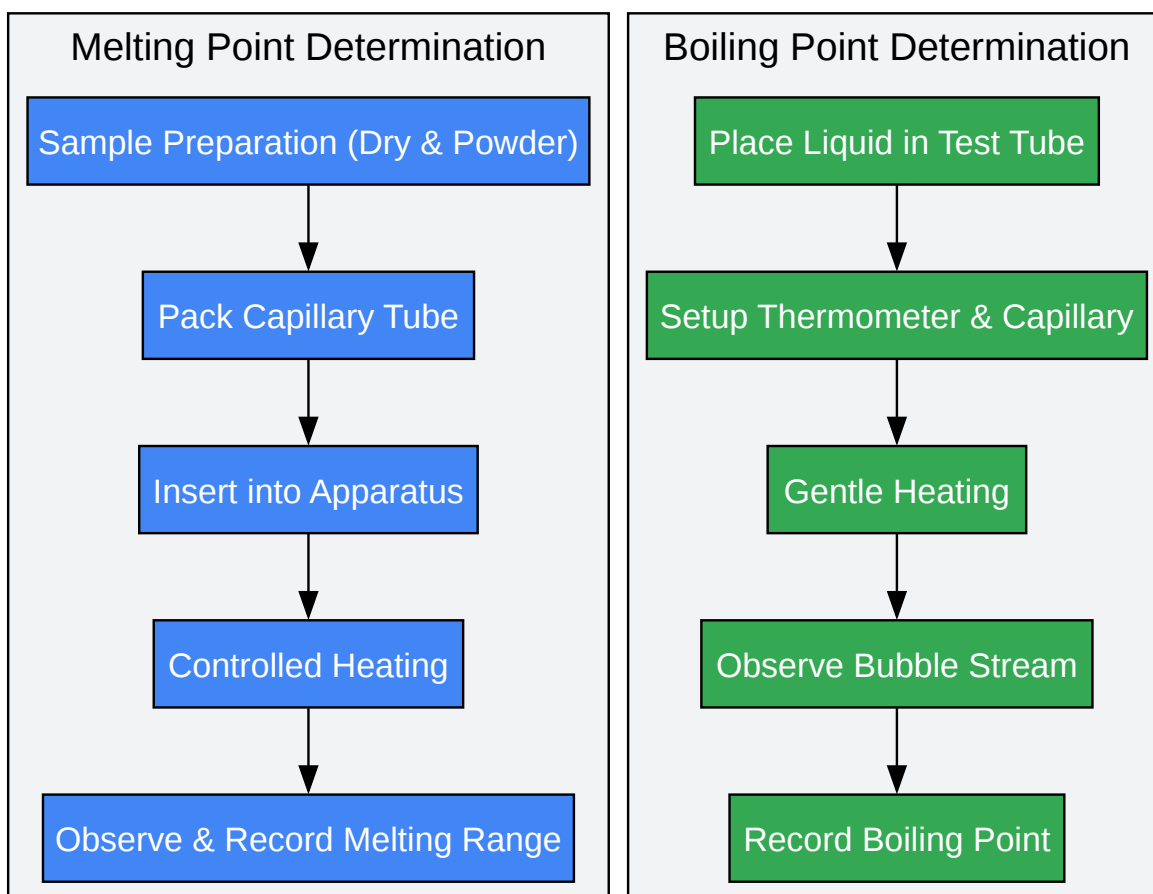 Melting Point Determination
Sample Preparation (Dry & Powder)
Pack Capillary Tube
Insert into Apparatus
Controlled Heating
Observe & Record Melting Range
Boiling Point Determination
Place Liquid in Test Tube
Setup Thermometer & Capillary
Gentle Heating
Observe Bubble Stream
Record Boiling Point